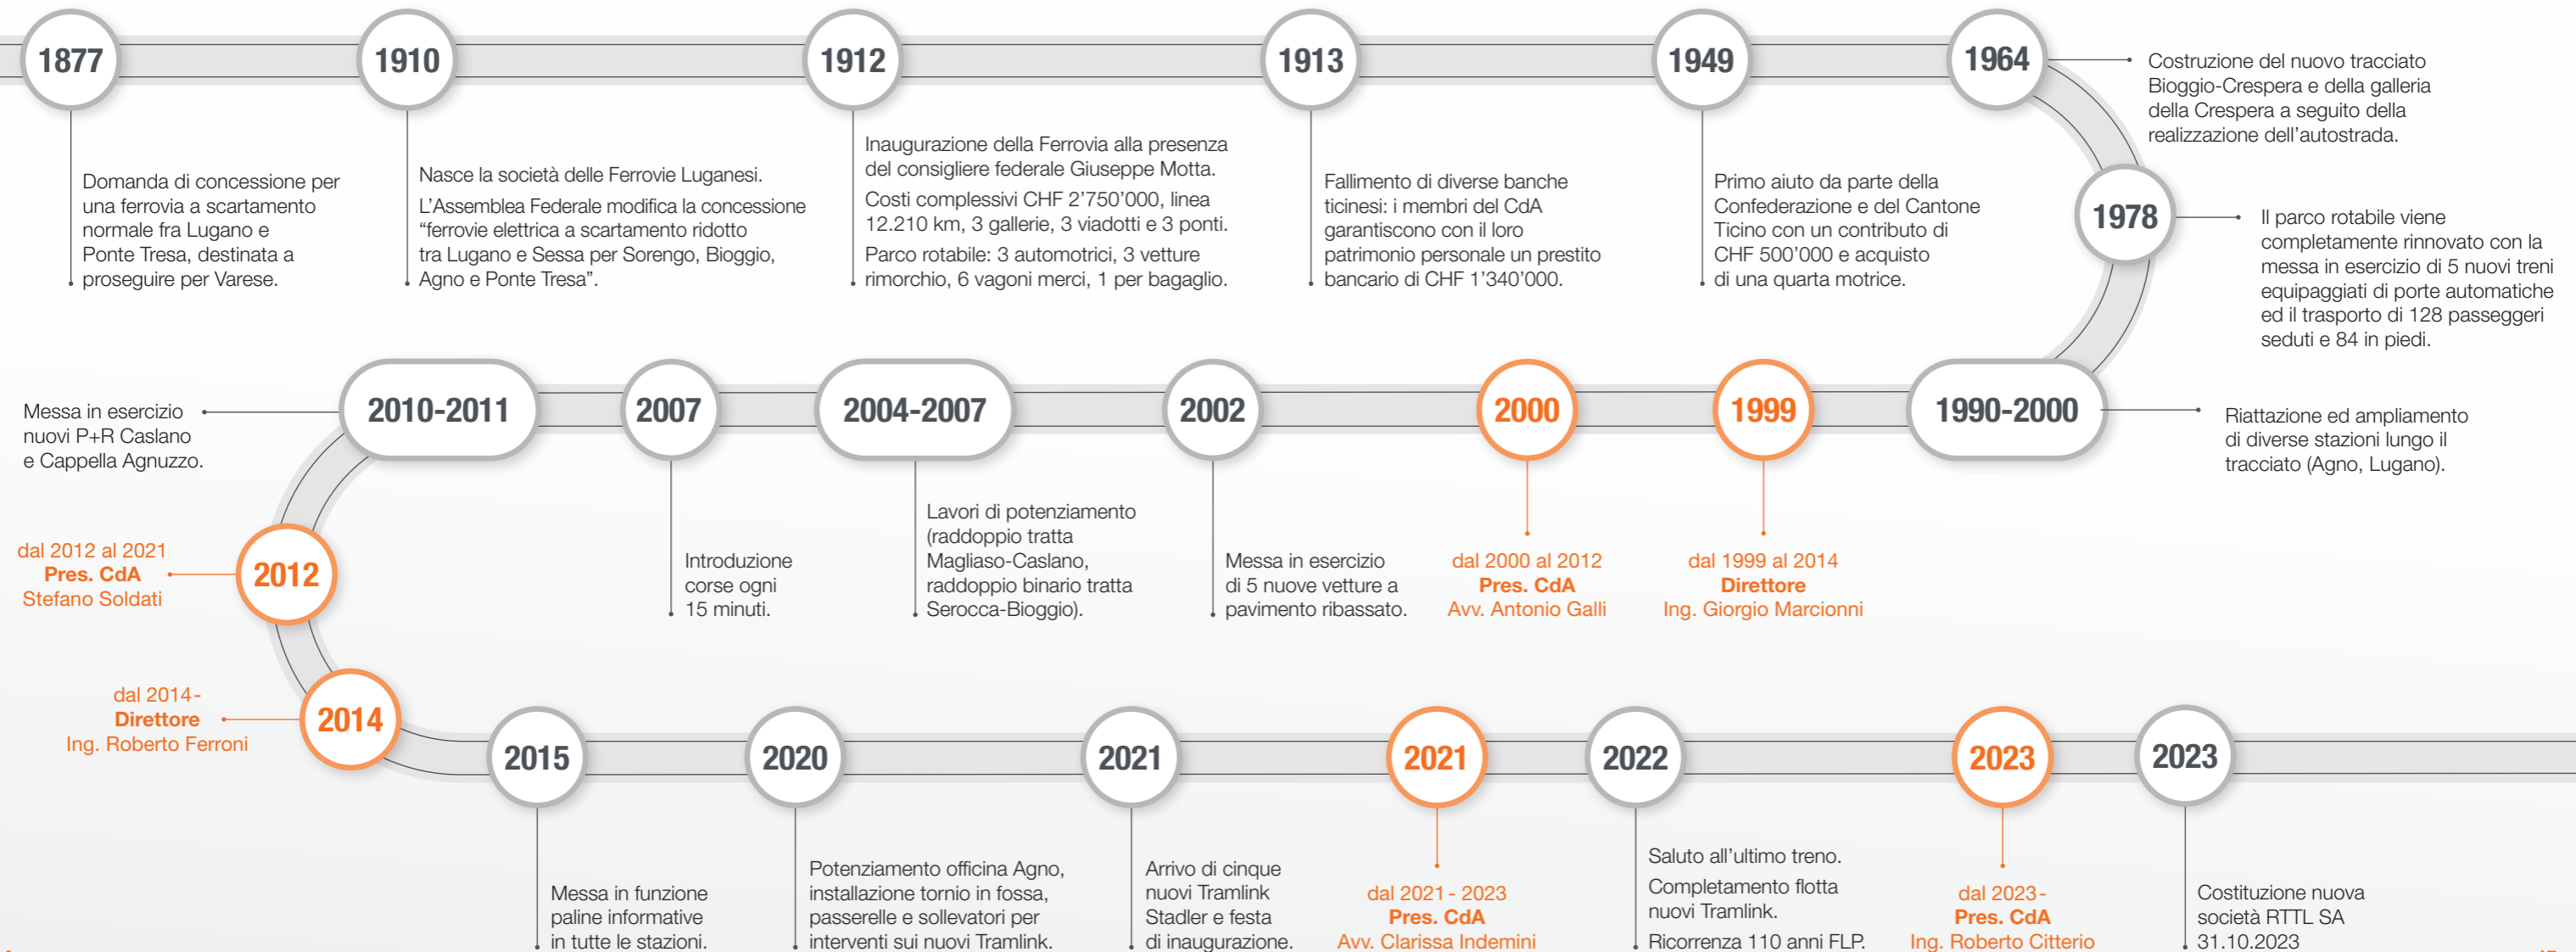 1877
Domanda di concessione per
una ferrovia a scartamento
normale fra Lugano e
Ponte Tresa, destinata a
proseguire per Varese.
1910
Nasce la società delle Ferrovie Luganesi.
L’Assemblea Federale modifica la concessione
“ferrovie elettrica a scartamento ridotto
tra Lugano e Sessa per Sorengo, Bioggio,
Agno e Ponte Tresa”.
1912
Inaugurazione della Ferrovia alla presenza
del consigliere federale Giuseppe Motta.
Costi complessivi CHF 2’750’000, linea
12.210 km, 3 gallerie, 3 viadotti e 3 ponti.
Parco rotabile: 3 automotrici, 3 vetture
rimorchio, 6 vagoni merci, 1 per bagaglio.
1913
Fallimento di diverse banche
ticinesi: i membri del CdA
garantiscono con il loro
patrimonio personale un prestito
bancario di CHF 1’340’000.
1949
Primo aiuto da parte della
Confederazione e del Cantone
Ticino con un contributo di
CHF 500’000 e acquisto
di una quarta motrice.
1964
Costruzione del nuovo tracciato
Bioggio-Crespera e della galleria
della Crespera a seguito della
realizzazione dell’autostrada.
1978
Il parco rotabile viene
completamente rinnovato con la
messa in esercizio di 5 nuovi treni
equipaggiati di porte automatiche
ed il trasporto di 128 passeggeri
seduti e 84 in piedi.
1990-2000
Riattazione ed ampliamento
di diverse stazioni lungo il
tracciato (Agno, Lugano).
1999
dal 1999 al 2014
Direttore
Ing. Giorgio Marcionni
2000
dal 2000 al 2012
Pres. CdA
Avv. Antonio Galli
2002
Messa in esercizio
di 5 nuove vetture a
pavimento ribassato.
2004-2007
Lavori di potenziamento
(raddoppio tratta
Magliaso-Caslano,
raddoppio binario tratta
Serocca-Bioggio).
2007
Introduzione
corse ogni
15 minuti.
2010-2011
Messa in esercizio
nuovi P+R Caslano
e Cappella Agnuzzo.
2012
dal 2012 al 2021
Pres. CdA
Stefano Soldati
2014
dal 2014-
Direttore
Ing. Roberto Ferroni
2015
Messa in funzione
paline informative
in tutte le stazioni.
2020
Potenziamento officina Agno,
installazione tornio in fossa,
passerelle e sollevatori per
interventi sui nuovi Tramlink.
2021
Arrivo di cinque
nuovi Tramlink
Stadler e festa
di inaugurazione.
2021
dal 2021 - 2023
Pres. CdA
Avv. Clarissa Indemini
2022
Saluto all’ultimo treno.
Completamento flotta
nuovi Tramlink.
Ricorrenza 110 anni FLP.
2023
dal 2023-
Pres. CdA
Ing. Roberto Citterio
2023
Costituzione nuova
società RTTL SA
31.10.2023